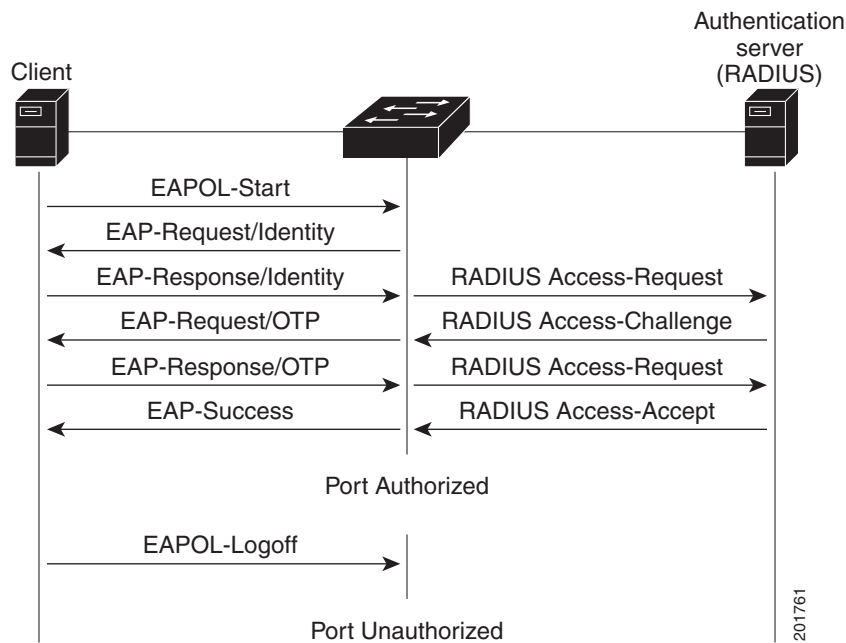 Authentication
server
(RADIUS)
Client
EAPOL-Start
EAP-Request/Identity
EAP-Response/Identity
RADIUS Access-Request
EAP-Request/OTP
RADIUS Access-Challenge
EAP-Response/OTP
RADIUS Access-Request
EAP-Success
RADIUS Access-Accept
Port Authorized
EAPOL-Logoff
Port Unauthorized
201761